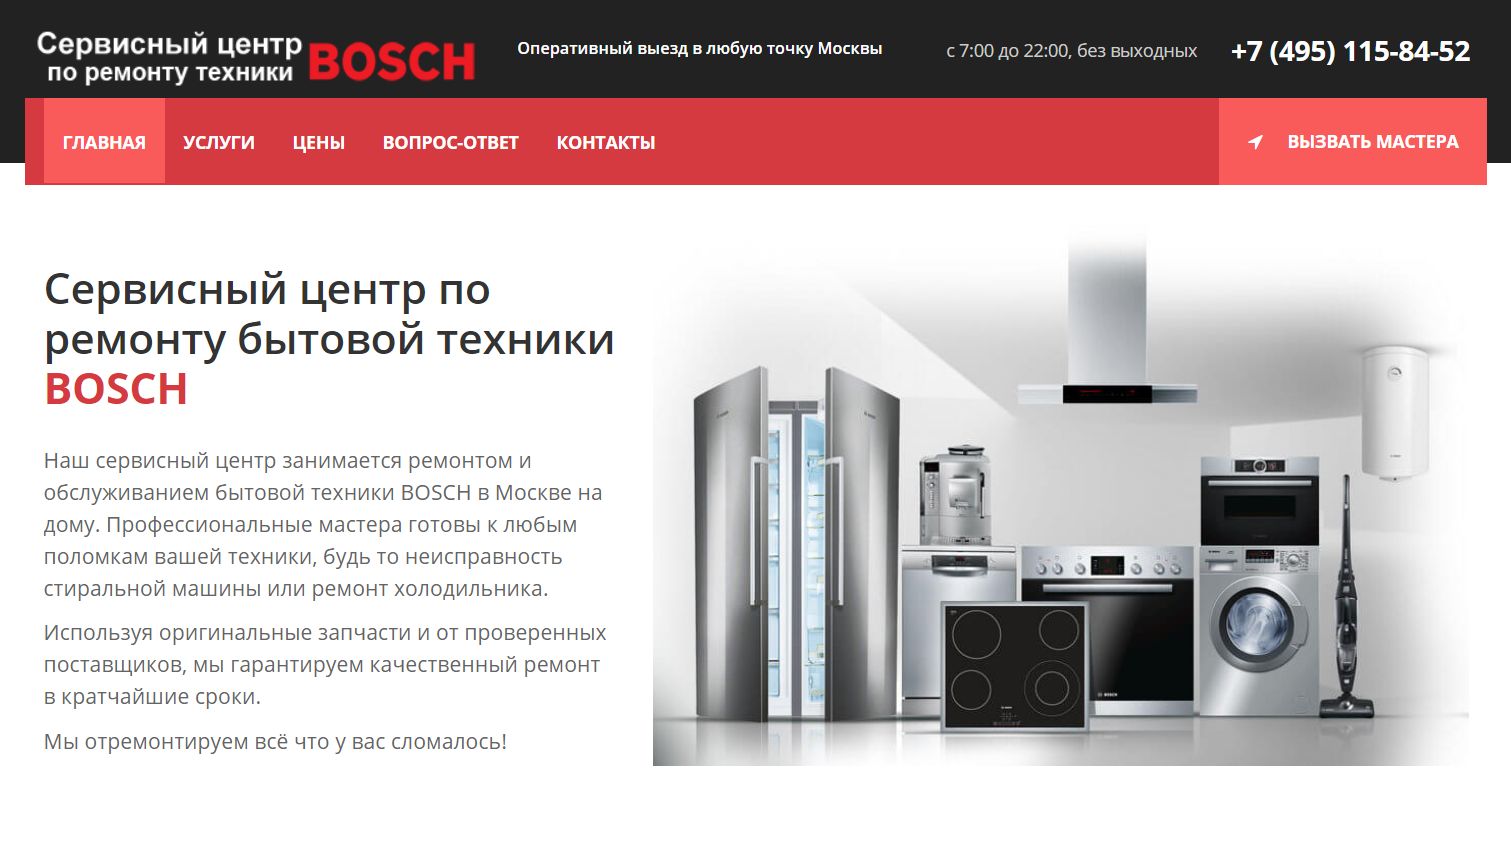 Сервисный центр
по ремонту техники
BOSCH
Оперативный выезд в любую точку Москвы
с 7:00 до 22:00, без выходных
+7 (495) 115-84-52
ГЛАВНАЯ
УСЛУГИ
ЦЕНЫ
ВОПРОС-ОТВЕТ
КОНТАКТЫ
ВЫЗВАТЬ МАСТЕРА
Сервисный центр по
ремонту бытовой техники
BOSCH
Наш сервисный центр занимается ремонтом и
обслуживанием бытовой техники BOSCH в Москве на
дому. Профессиональные мастера готовы к любым
поломкам вашей техники, будь то неисправность
стиральной машины или ремонт холодильника.
Используя оригинальные запчасти и от проверенных
поставщиков, мы гарантируем качественный ремонт
в кратчайшие сроки.
Мы отремонтируем всё что у вас сломалось!
BOSCH